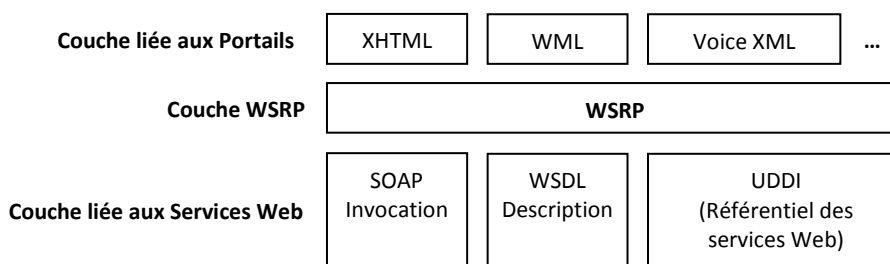 Couche liée aux Portails
XHTML
WML
Voice XML
...
Couche WSRP
WSRP
Couche liée aux Services Web
SOAP
Invocation
WSDL
Description
UDDI
(Référentiel des
services Web)